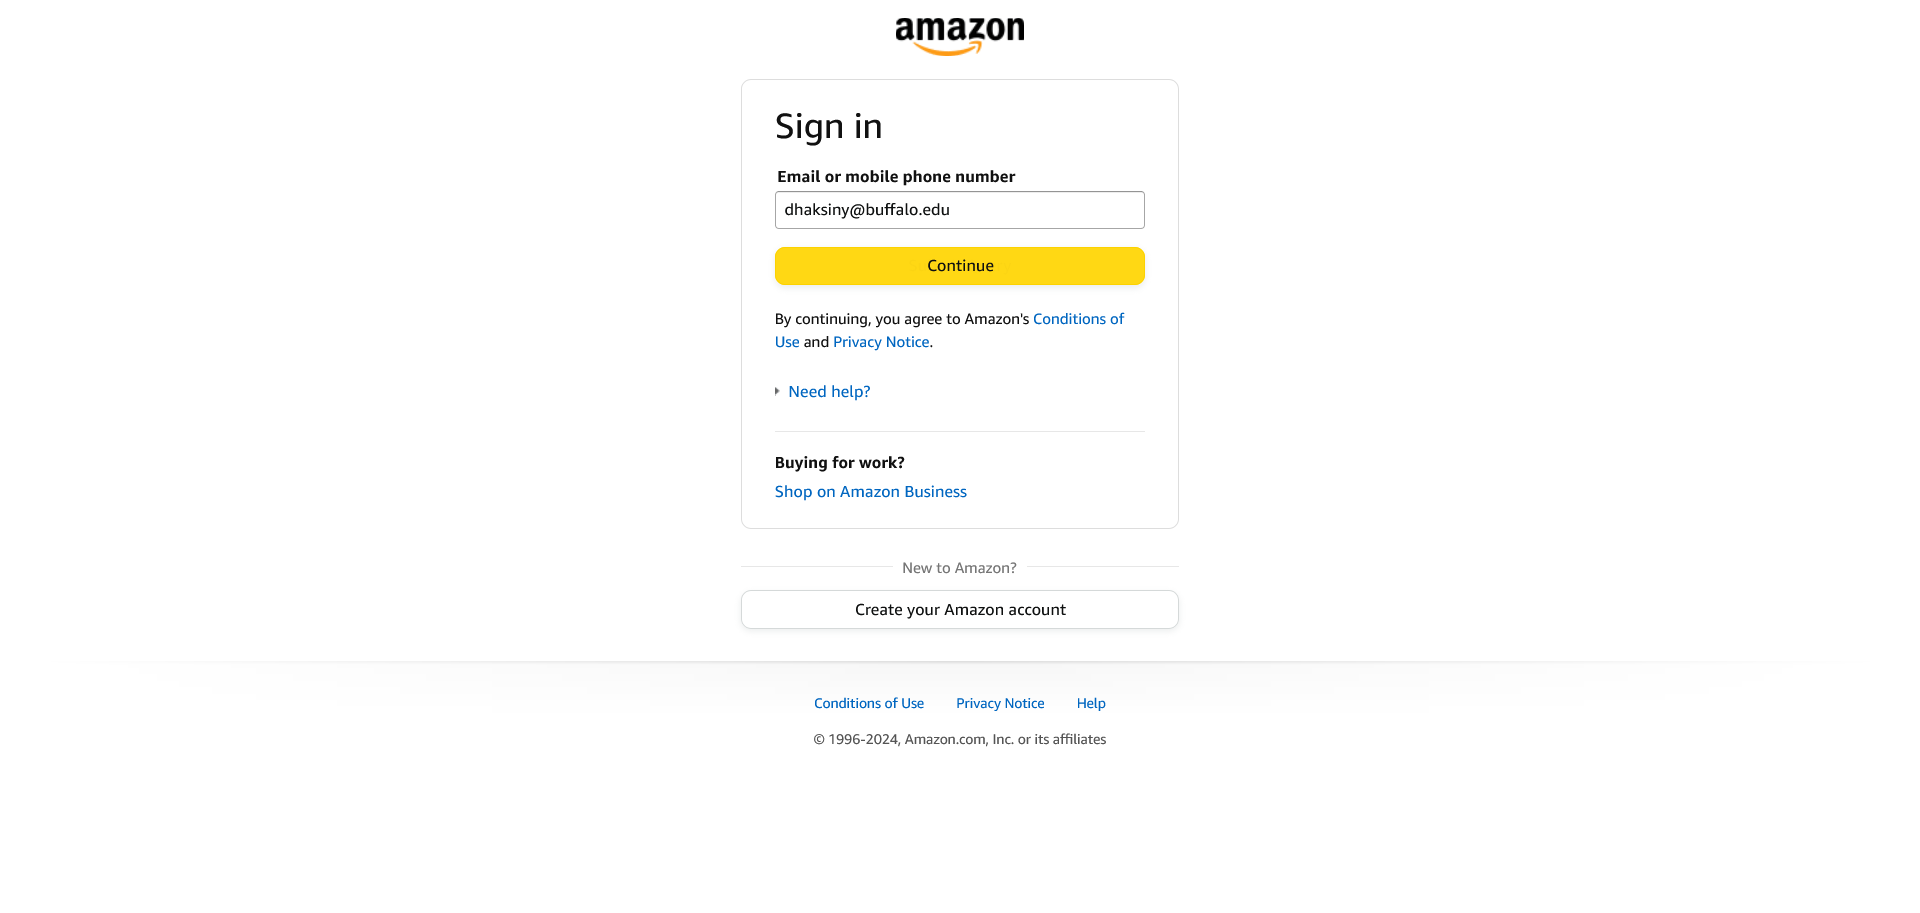 amazon
Sign in
Email or mobile phone number
dhaksiny@buffalo.edu
Continue
By continuing, you agree to Amazon's Conditions of
Use and Privacy Notice.
Need help?
Buying for work?
Shop on Amazon Business
New to Amazon?
Create your Amazon account
Conditions of Use Privacy Notice Help
© 1996-2024, Amazon.com, Inc. or its affiliates